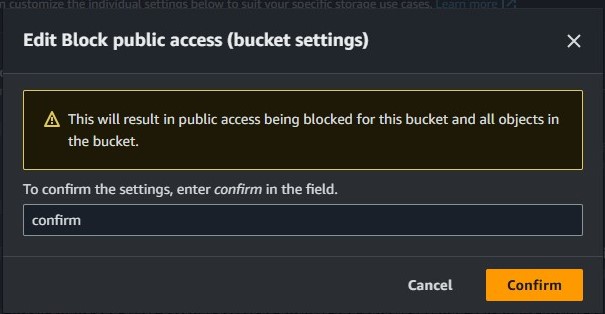 n customize the individual settings below to suit your specific storage use cases. Learn more
Edit Block public access (bucket settings)
This will result in public access being blocked for this bucket and all objects in
the bucket.
To confirm the settings, enter confirm in the field.
confirm
Cancel Confirm